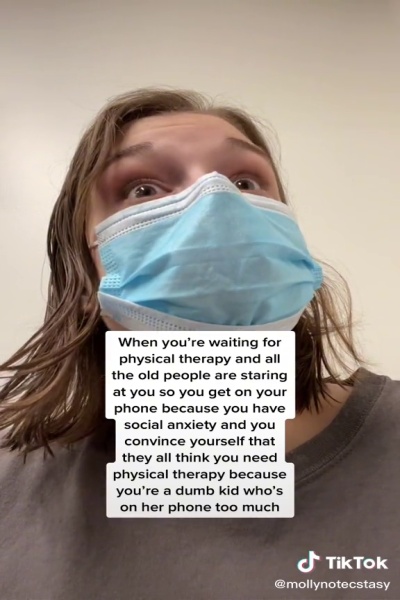 When you're waiting for
physical therapy and all
the old people are staring
at you so you get on your
phone because you have
social anxiety and you
convince yourself that
they all think you need
physical therapy because
you're a dumb kid who's
on her phone too much
TikTok
@mollynotecstasy